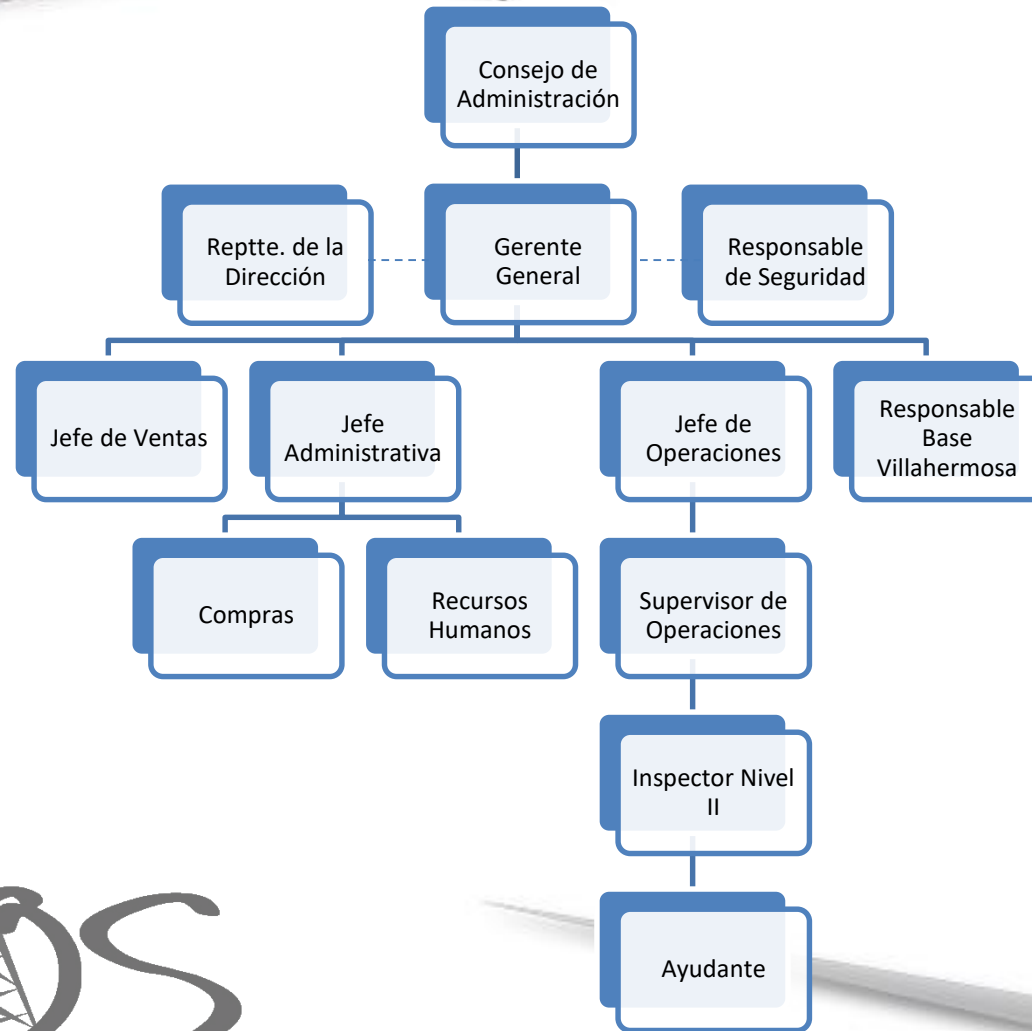 Consejo de
Administración
Reptte. de la
Dirección
Gerente
General
Responsable
de Seguridad
Jefe de Ventas
Jefe
Administrativa
Jefe de
Operaciones
Responsable
Base
Villahermosa
Compras
Recursos
Humanos
Supervisor de
Operaciones
Inspector Nivel
II
Ayudante